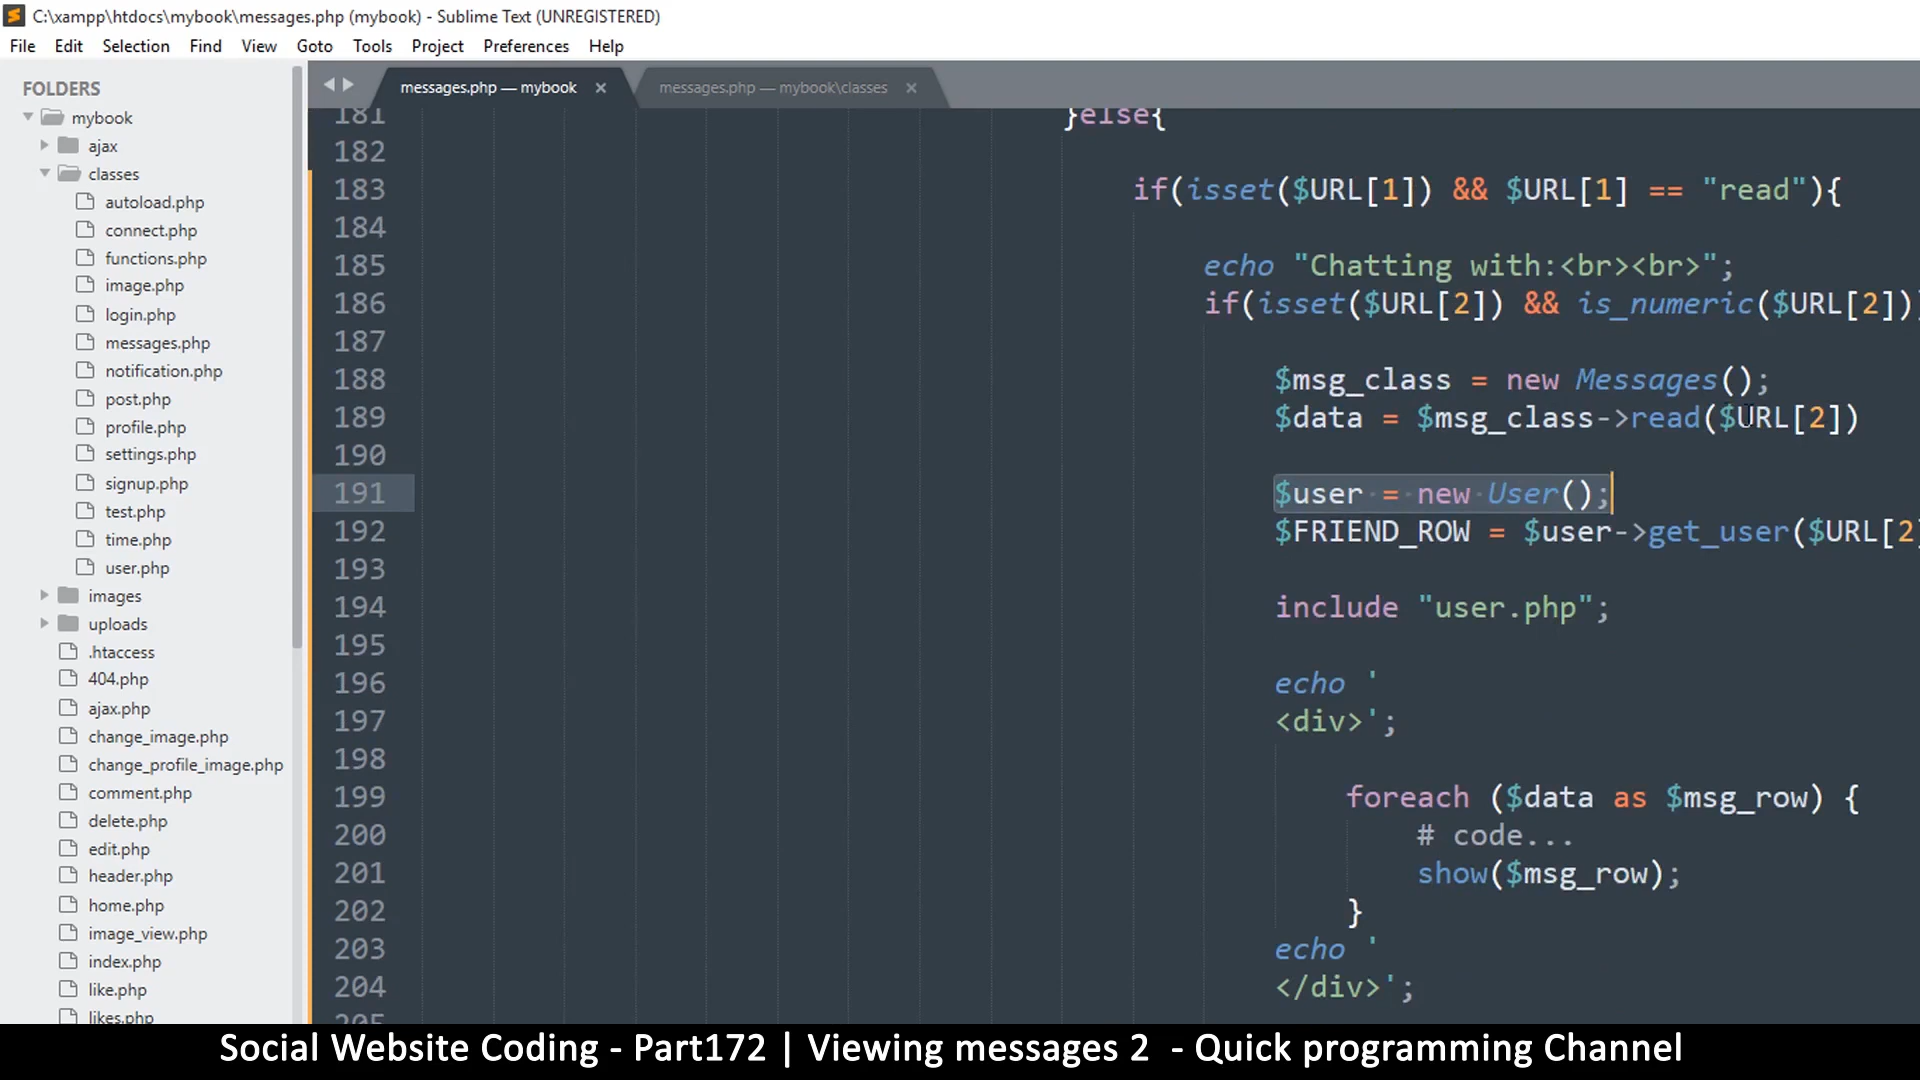 C:\xampp\htdocs\mybook\messages.php (mybook) - Sublime Text (UNREGISTERED)
File Edit Selection Find View Goto Tools Project Preferences Help
FOLDERS
mybook
ajax
classes
autoload.php
connect.php
functions.php
image.php
login.php
messages.php
notification.php
post.php
profile.php
settings.php
signup.php
test.php
time.php
user.php
images
uploads
.htaccess
404.php
ajax.php
change_image.php
change_profile_image.php
comment.php
delete.php
edit.php
header.php
home.php
image_view.php
index.php
like.php
likes.php
messages.php — mybook × messages.php — mybook\classes ×
181 }else{
182
183 if(isset($URL[1]) && $URL[1] == "read"){
184
185 echo "Chatting with:<br><br>";
186 if(isset($URL[2]) && is_numeric($URL[2])
187
188 $msg_class = new Messages();
189 $data = $msg_class->read($URL[2])
190
191 $user = new User();
192 $FRIEND_ROW = $user->get_user($URL[2]
193
194 include "user.php";
195
196 echo '
197 <div>';
198
199 foreach ($data as $msg_row) {
200 # code...
201 show($msg_row);
202 }
203 echo '
204 </div>';
205
Social Website Coding - Part172 | Viewing messages 2 - Quick programming Channel